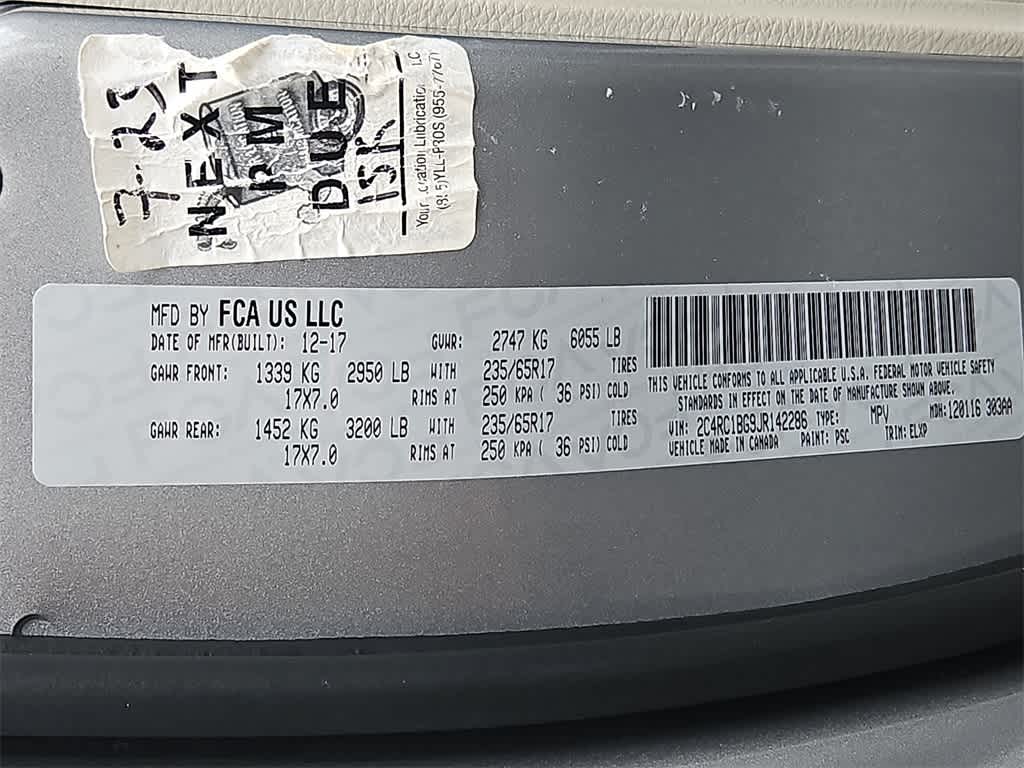 7-23
NEXT
PM
DUE
ISK
MFD BY FCA US LLC
DATE OF MFR(BUILT): 12-17 GVWR: 2747 KG 6055 LB
GAWR FRONT: 1339 KG 2950 LB WITH 235/65R17 TIRES
17X7.0 RIMS AT 250 KPA ( 36 PSI) COLD
GAWR REAR: 1452 KG 3200 LB WITH 235/65R17 TIRES
17X7.0 RIMS AT 250 KPA ( 36 PSI) COLD
THIS VEHICLE CONFORMS TO ALL APPLICABLE U.S.A. FEDERAL MOTOR VEHICLE SAFETY
STANDARDS IN EFFECT ON THE DATE OF MANUFACTURE SHOWN ABOVE.
VIN: 2C4RC1BG9JR142286 TYPE: MPV MDH: 120116 303AA
VEHICLE MADE IN CANADA PAINT: PSC TRIM: ELXP